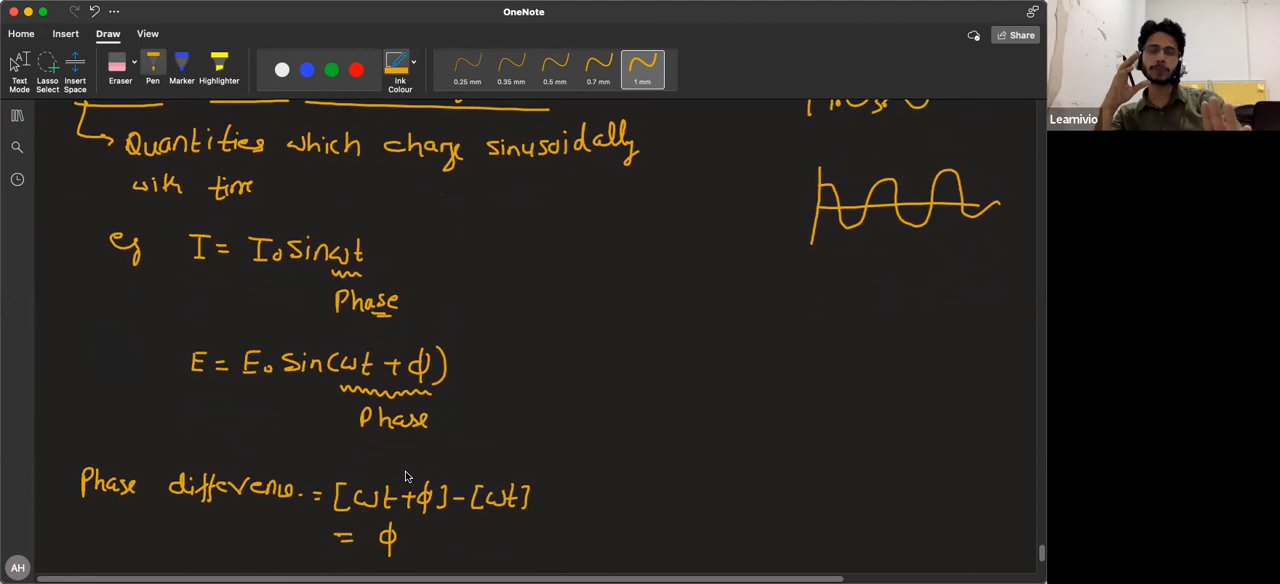 OneNote
Home Insert Draw View
Share
Text Mode
Lasso Select
Insert Space
Eraser
Pen
Marker
Highlighter
Ink Colour
0.25 mm
0.35 mm
0.5 mm
0.7 mm
1 mm
Learnivio
Quantities which change sinusoidally
with time
eg I = I₀ sinωt
Phase
E = E₀ sin(ωt + ϕ)
Phase
Phase difference. = [ωt+ϕ] - [ωt]
= ϕ
AH